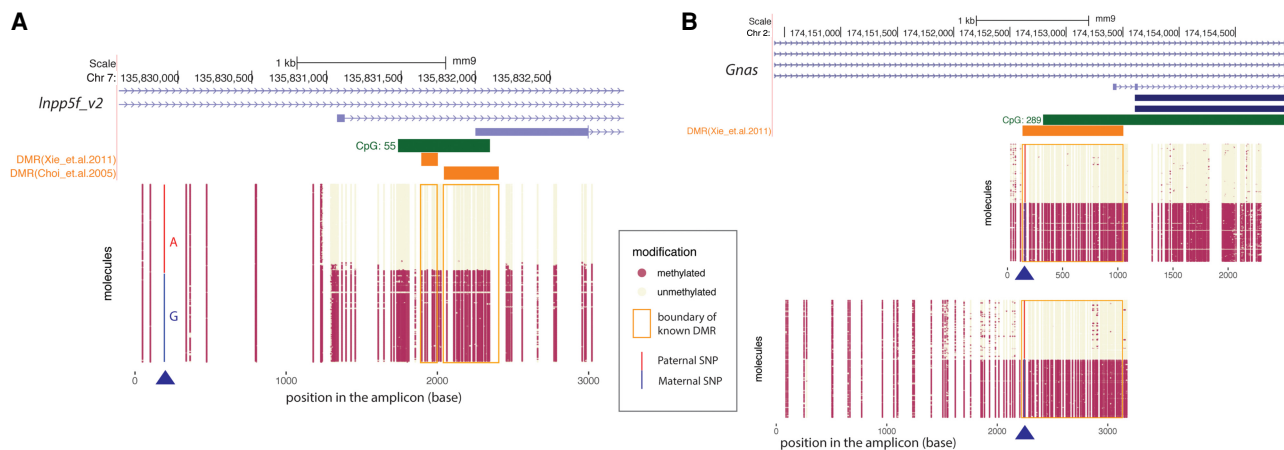 A
Scale
1 kb
mm9
Chr 7:
135,830,000
135,830,500
135,831,000
135,831,500
135,832,000
135,832,500
Inpp5f_v2
CpG: 55
DMR(Xie_et.al.2011)
DMR(Choi_et.al.2005)
molecules
A
G
0
1000
2000
3000
position in the amplicon (base)
modification
methylated
unmethylated
boundary of
known DMR
Paternal SNP
Maternal SNP
B
Scale
1 kb
mm9
Chr 2:
174,151,000
174,151,500
174,152,000
174,152,500
174,153,000
174,153,500
174,154,000
174,154,500
Gnas
CpG: 289
DMR(Xie_et.al.2011)
molecules
0
500
1000
1500
2000
molecules
0
1000
2000
3000
position in the amplicon (base)